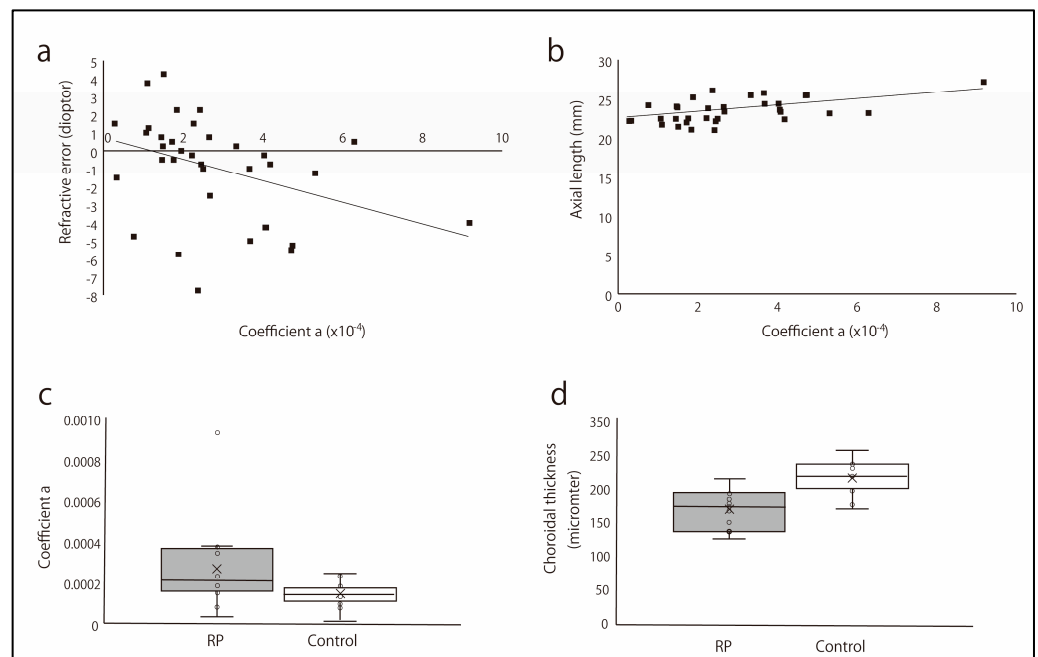 a
Refractive error (dioptor)
5
4
3
2
1
0
-1
-2
-3
-4
-5
-6
-7
-8
0 2 4 6 8 10
Coefficient a (x10-4)
b
Axial length (mm)
30
25
20
15
10
5
0
0 2 4 6 8 10
Coefficient a (x10-4)
c
Coefficient a
0.0010
0.0008
0.0006
0.0004
0.0002
0
RP Control
d
Choroidal thickness
(micromter)
350
250
200
150
100
50
0
RP Control